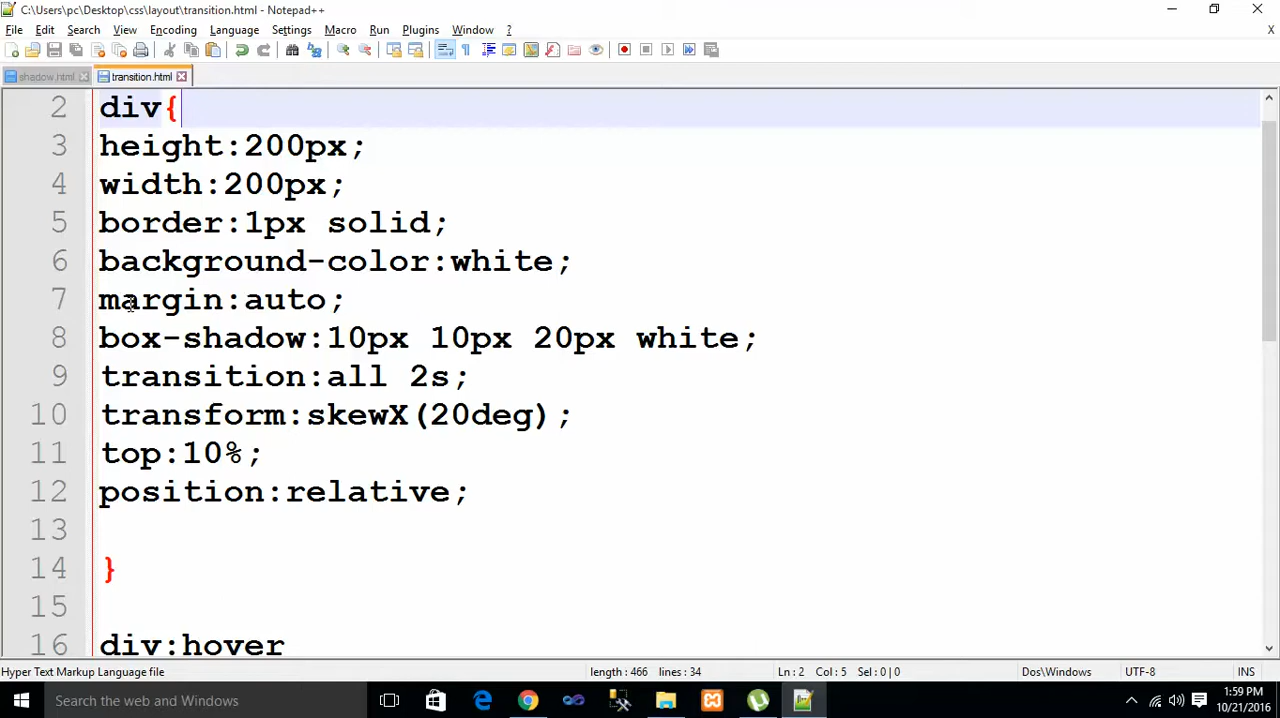 C:\Users\pc\Desktop\css\layout\transition.html - Notepad++
File Edit Search View Encoding Language Settings Macro Run Plugins Window ? X
shadow.html transition.html
2 div{
3 height:200px;
4 width:200px;
5 border:1px solid;
6 background-color:white;
7 margin:auto;
8 box-shadow:10px 10px 20px white;
9 transition:all 2s;
10 transform:skewX(20deg);
11 top:10%;
12 position:relative;
13
14 }
15
16 div:hover
Hyper Text Markup Language file length : 466 lines : 34 Ln : 2 Col : 5 Sel : 0 | 0 Dos\Windows UTF-8 INS
Search the web and Windows 1:59 PM
10/21/2016